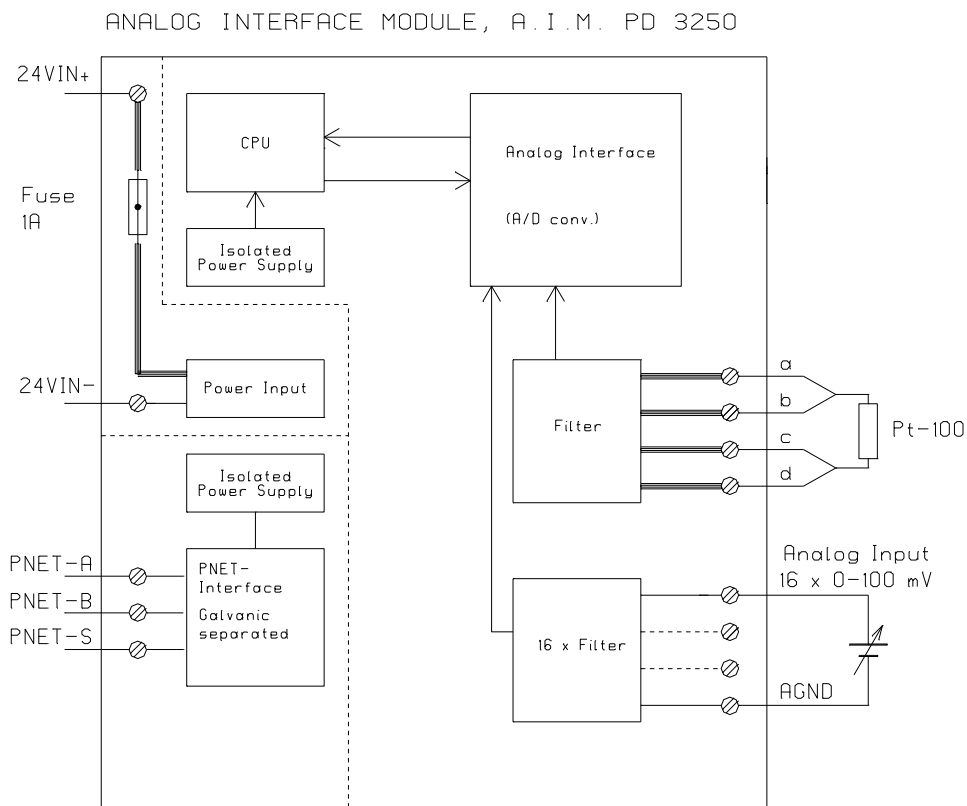 ANALOG INTERFACE MODULE, A.I.M. PD 3250
24VIN+
CPU
Analog Interface
(A/D conv.)
Fuse
1A
Isolated
Power Supply
24VIN-
Power Input
Filter
a
b
c
d
Pt-100
Isolated
Power Supply
PNET-A
PNET-B
PNET-S
PNET-
Interface
Galvanic
separated
Analog Input
16 x 0-100 mV
16 x Filter
AGND